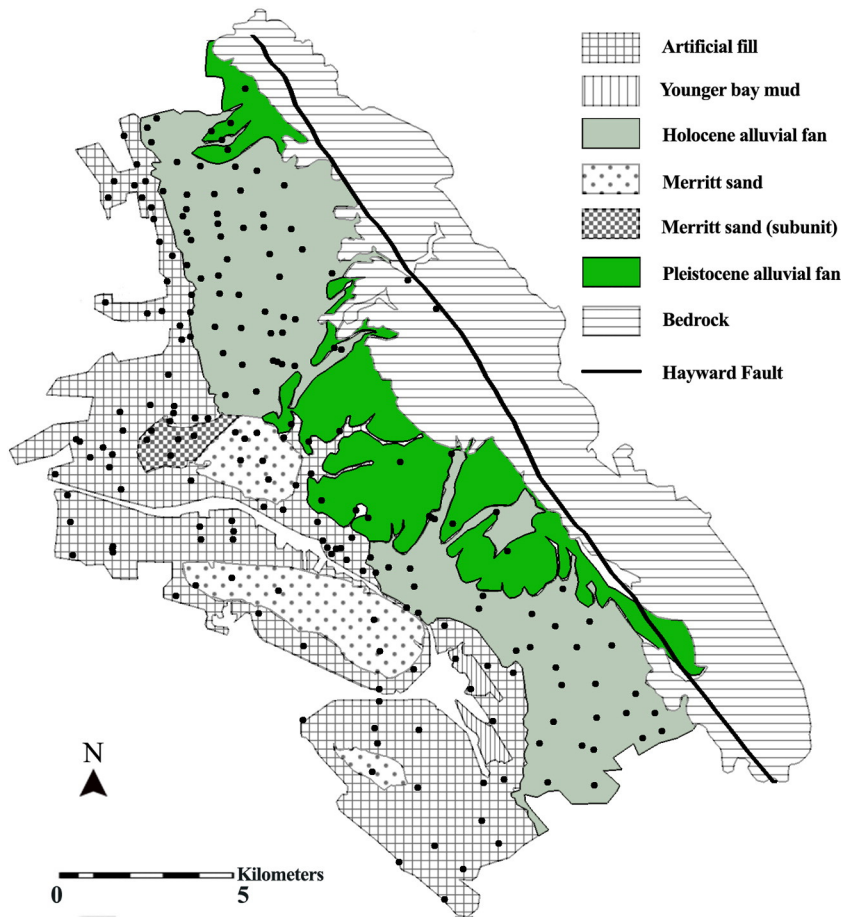 Artificial fill
Younger bay mud
Holocene alluvial fan
Merritt sand
Merritt sand (subunit)
Pleistocene alluvial fan
Bedrock
Hayward Fault
N
Kilometers
0 5